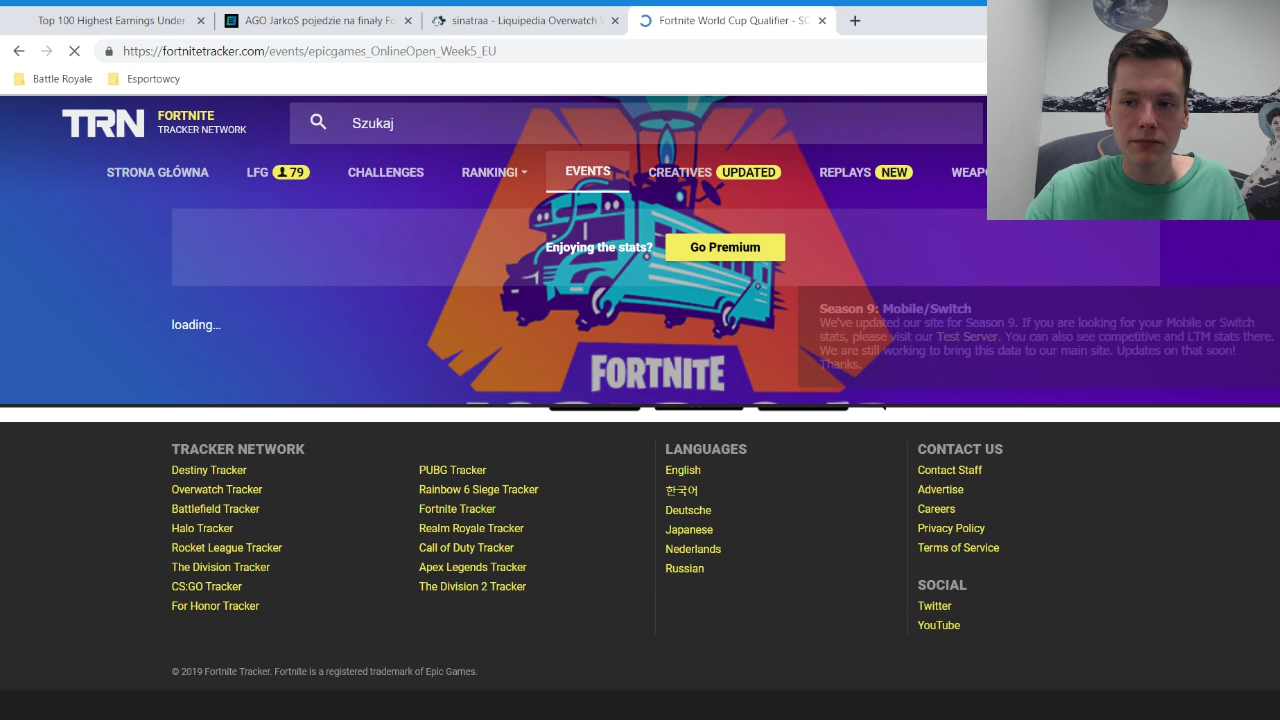 Top 100 Highest Earnings Under
AGO JarkoS pojedzie na finały Fo
sinatraa - Liquipedia Overwatch
Fortnite World Cup Qualifier - SO
https://fortnitetracker.com/events/epicgames_OnlineOpen_Week5_EU
Battle Royale
Esportowcy
TRN FORTNITE
TRACKER NETWORK
Szukaj
STRONA GŁÓWNA
LFG 79
CHALLENGES
RANKINGI
EVENTS
CREATIVES UPDATED
REPLAYS NEW
WEAPO
Enjoying the stats?
Go Premium
loading...
Season 9: Mobile/Switch
We've updated our site for Season 9. If you are looking for your Mobile or Switch
stats, please visit our Test Server. You can also see competitive and LTM stats there.
We are still working to bring this data to our main site. Updates on that soon!
Thanks.
FORTNITE
TRACKER NETWORK
Destiny Tracker
Overwatch Tracker
Battlefield Tracker
Halo Tracker
Rocket League Tracker
The Division Tracker
CS:GO Tracker
For Honor Tracker
PUBG Tracker
Rainbow 6 Siege Tracker
Fortnite Tracker
Realm Royale Tracker
Call of Duty Tracker
Apex Legends Tracker
The Division 2 Tracker
LANGUAGES
English
한국어
Deutsche
Japanese
Nederlands
Russian
CONTACT US
Contact Staff
Advertise
Careers
Privacy Policy
Terms of Service
SOCIAL
Twitter
YouTube
© 2019 Fortnite Tracker. Fortnite is a registered trademark of Epic Games.